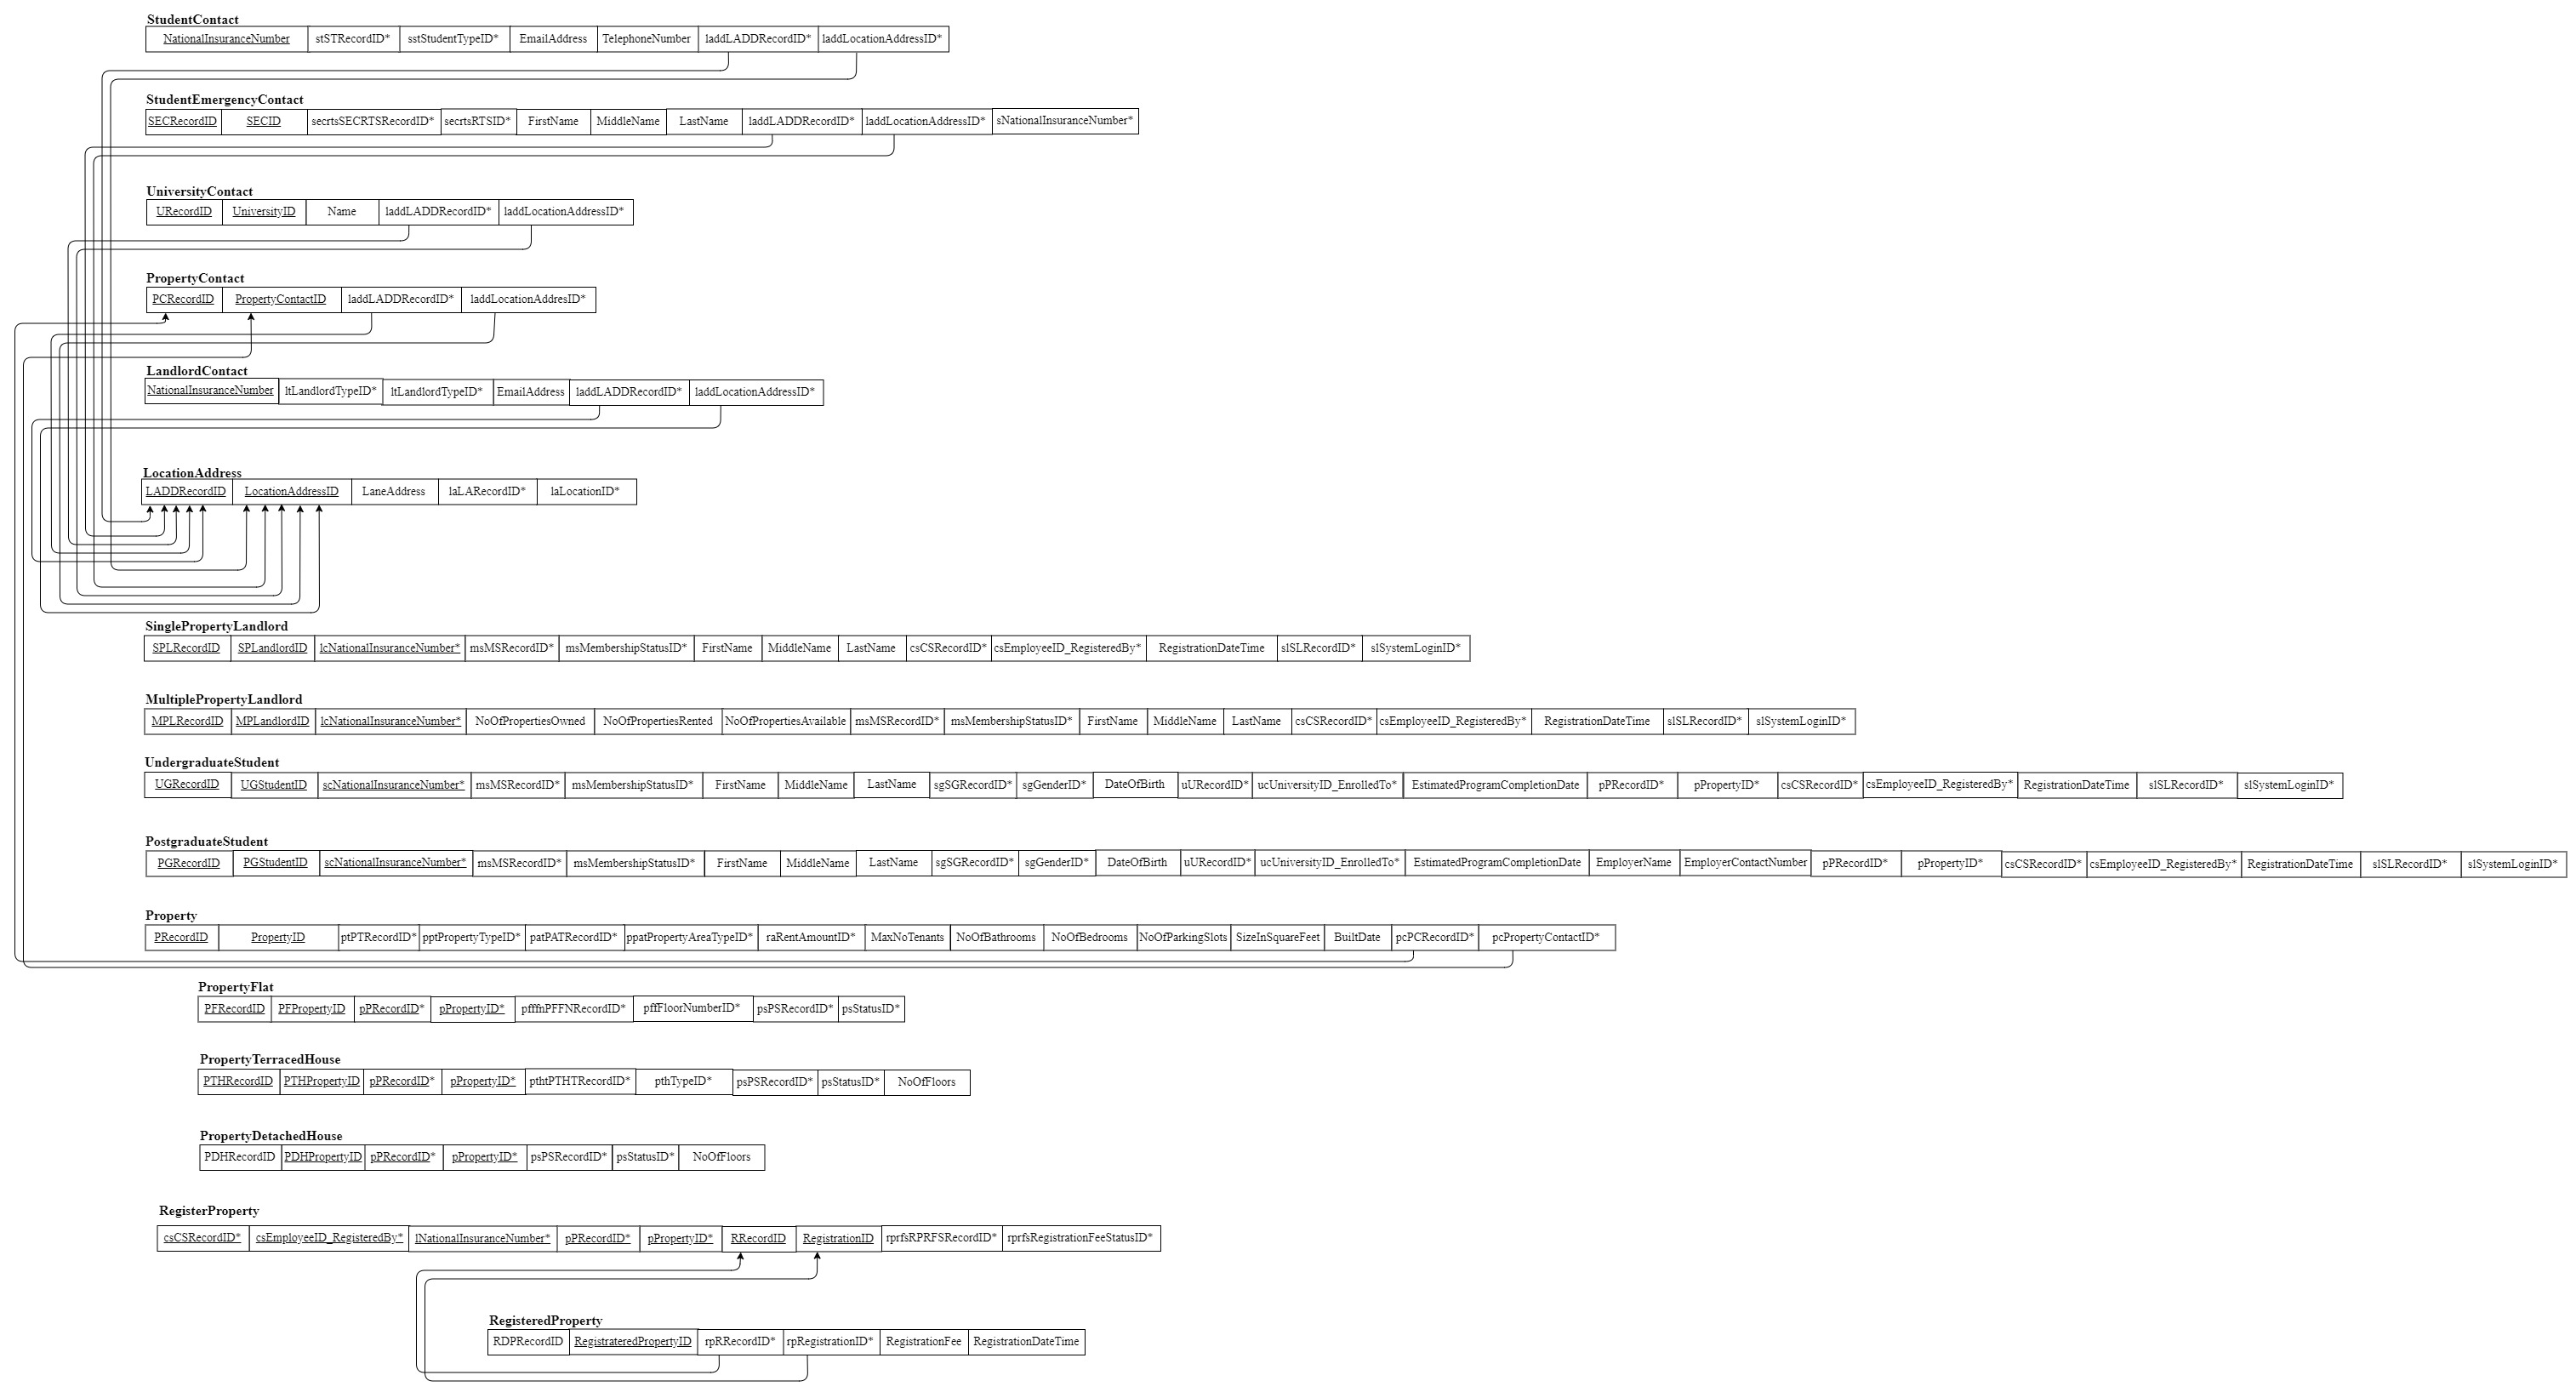 StudentContact
NationalInsuranceNumber stSTRecordID* sstStudentTypeID* EmailAddress TelephoneNumber laddLADDRecordID* laddLocationAddressID*
StudentEmergencyContact
SECRecordID SECID secrtsSECRTSRecordID* secrtsRTSID* FirstName MiddleName LastName laddLADDRecordID* laddLocationAddressID* sNationalInsuranceNumber*
UniversityContact
URecordID UniversityID Name laddLADDRecordID* laddLocationAddressID*
PropertyContact
PCRecordID PropertyContactID laddLADDRecordID* laddLocationAddresID*
LandlordContact
NationalInsuranceNumber ltLandlordTypeID* ltLandlordTypeID* EmailAddress laddLADDRecordID* laddLocationAddressID*
LocationAddress
LADDRecordID LocationAddressID LaneAddress laLARecordID* laLocationID*
SinglePropertyLandlord
SPLRecordID SPLandlordID lcNationalInsuranceNumber* msMSRecordID* msMembershipStatusID* FirstName MiddleName LastName csCSRecordID* csEmployeeID_RegisteredBy* RegistrationDateTime slSLRecordID* slSystemLoginID*
MultiplePropertyLandlord
MPLRecordID MPLandlordID lcNationalInsuranceNumber* NoOfPropertiesOwned NoOfPropertiesRented NoOfPropertiesAvailable msMSRecordID* msMembershipStatusID* FirstName MiddleName LastName csCSRecordID* csEmployeeID_RegisteredBy* RegistrationDateTime slSLRecordID* slSystemLoginID*
UndergraduateStudent
UGRecordID UGStudentID scNationalInsuranceNumber* msMSRecordID* msMembershipStatusID* FirstName MiddleName LastName sgSGRecordID* sgGenderID* DateOfBirth uURecordID* ucUniversityID_EnrolledTo* EstimatedProgramCompletionDate pPRecordID* pPropertyID* csCSRecordID* csEmployeeID_RegisteredBy* RegistrationDateTime slSLRecordID* slSystemLoginID*
PostgraduateStudent
PGRecordID PGStudentID scNationalInsuranceNumber* msMSRecordID* msMembershipStatusID* FirstName MiddleName LastName sgSGRecordID* sgGenderID* DateOfBirth uURecordID* ucUniversityID_EnrolledTo* EstimatedProgramCompletionDate EmployerName EmployerContactNumber pPRecordID* pPropertyID* csCSRecordID* csEmployeeID_RegisteredBy* RegistrationDateTime slSLRecordID* slSystemLoginID*
Property
PRecordID PropertyID ptPTRecordID* pptPropertyTypeID* patPATRecordID* ppatPropertyAreaTypeID* raRentAmountID* MaxNoTenants NoOfBathrooms NoOfBedrooms NoOfParkingSlots SizeInSquareFeet BuiltDate pcPCRecordID* pcPropertyContactID*
PropertyFlat
PFRecordID PFPropertyID pPRecordID* pPropertyID* pfffnPFFNRecordID* pffFloorNumberID* psPSRecordID* psStatusID*
PropertyTerracedHouse
PTHRecordID PTHPropertyID pPRecordID* pPropertyID* pthtPTHTRecordID* pthTypeID* psPSRecordID* psStatusID* NoOfFloors
PropertyDetachedHouse
PDHRecordID PDHPropertyID pPRecordID* pPropertyID* psPSRecordID* psStatusID* NoOfFloors
RegisterProperty
csCSRecordID* csEmployeeID_RegisteredBy* lNationalInsuranceNumber* pPRecordID* pPropertyID* RRecordID RegistrationID rprfsRPRFSRecordID* rprfsRegistrationFeeStatusID*
RegisteredProperty
RDPRecordID RegistrateredPropertyID rpRRecordID* rpRegistrationID* RegistrationFee RegistrationDateTime